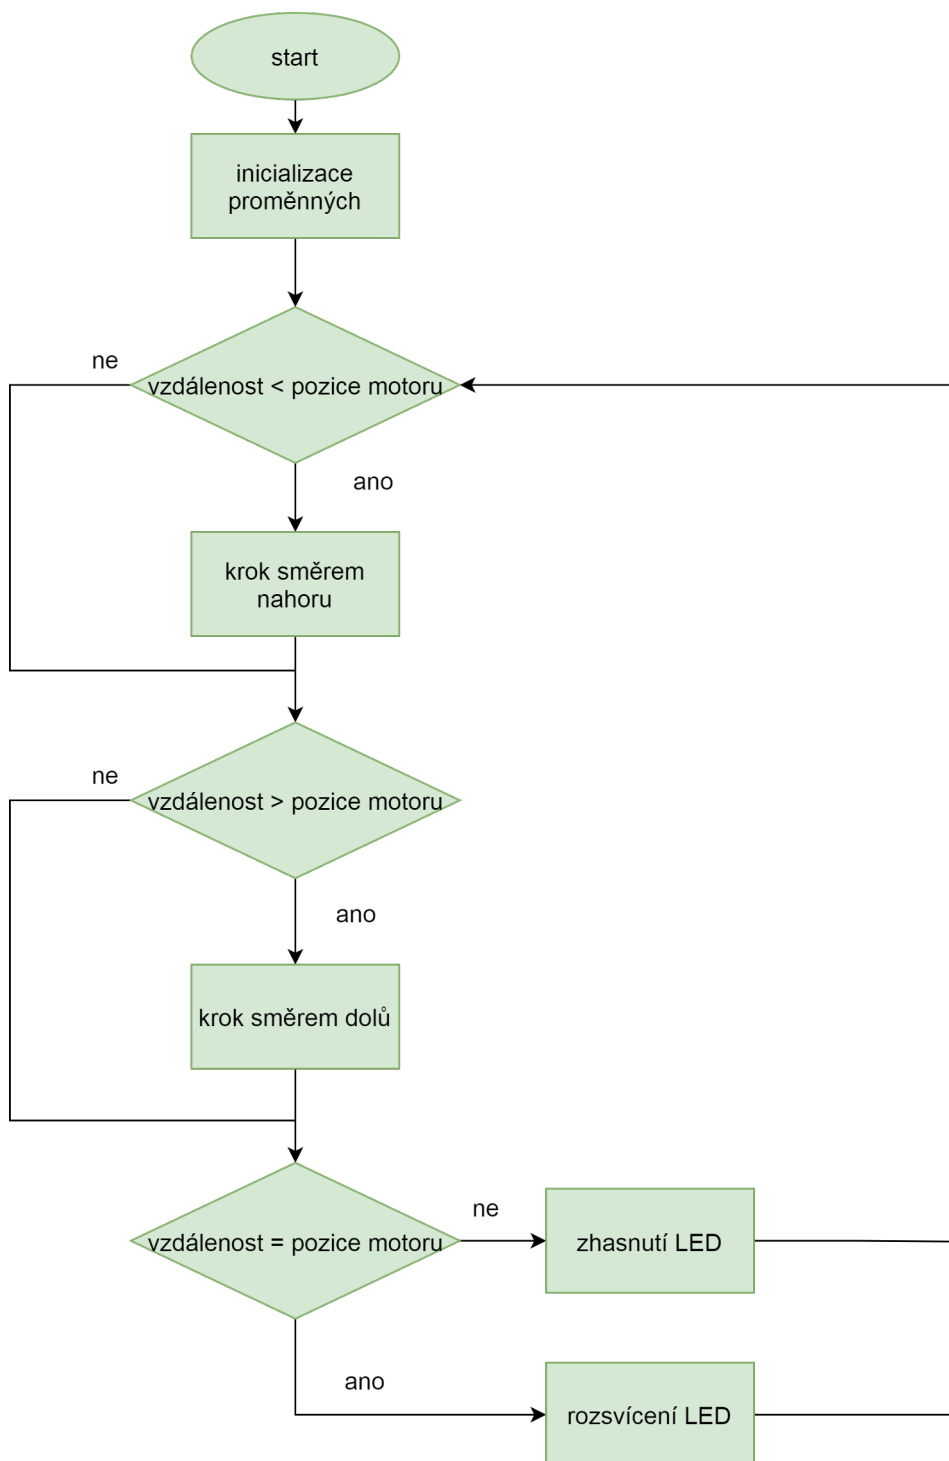 start
inicializace
proměnných
ne
vzdálenost < pozice motoru
ano
krok směrem
nahoru
ne
vzdálenost > pozice motoru
ano
krok směrem dolů
vzdálenost = pozice motoru
ne
zhasnutí LED
ano
rozsvícení LED